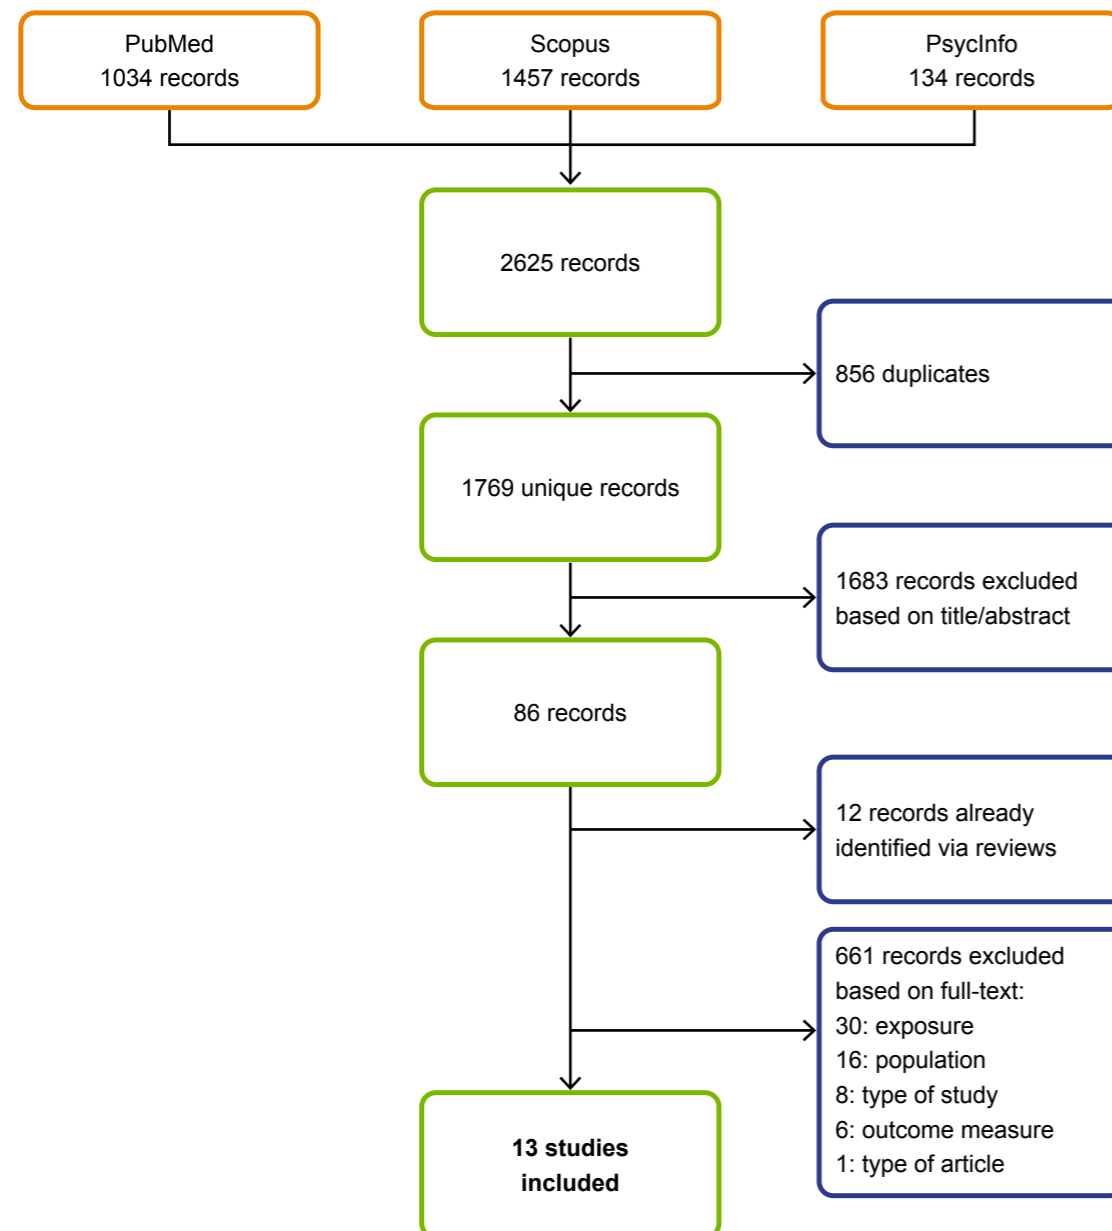 PubMed
1034 records
Scopus
1457 records
PsycInfo
134 records
2625 records
856 duplicates
1769 unique records
1683 records excluded
based on title/abstract
86 records
12 records already
identified via reviews
661 records excluded
based on full-text:
30: exposure
16: population
8: type of study
6: outcome measure
1: type of article
13 studies
included